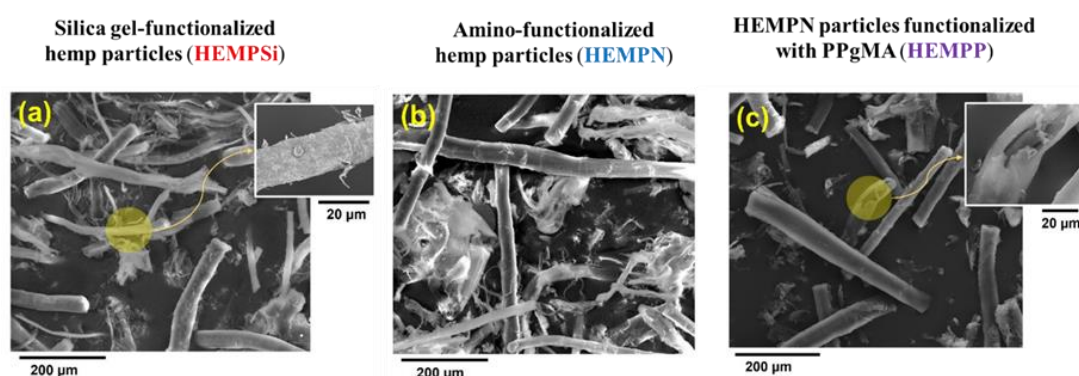 Silica gel-functionalized
hemp particles (HEMPSi)
Amino-functionalized
hemp particles (HEMPN)
HEMPN particles functionalized
with PPgMA (HEMPP)
(a)
20 µm
200 µm
(b)
200 µm
(c)
20 µm
200 µm